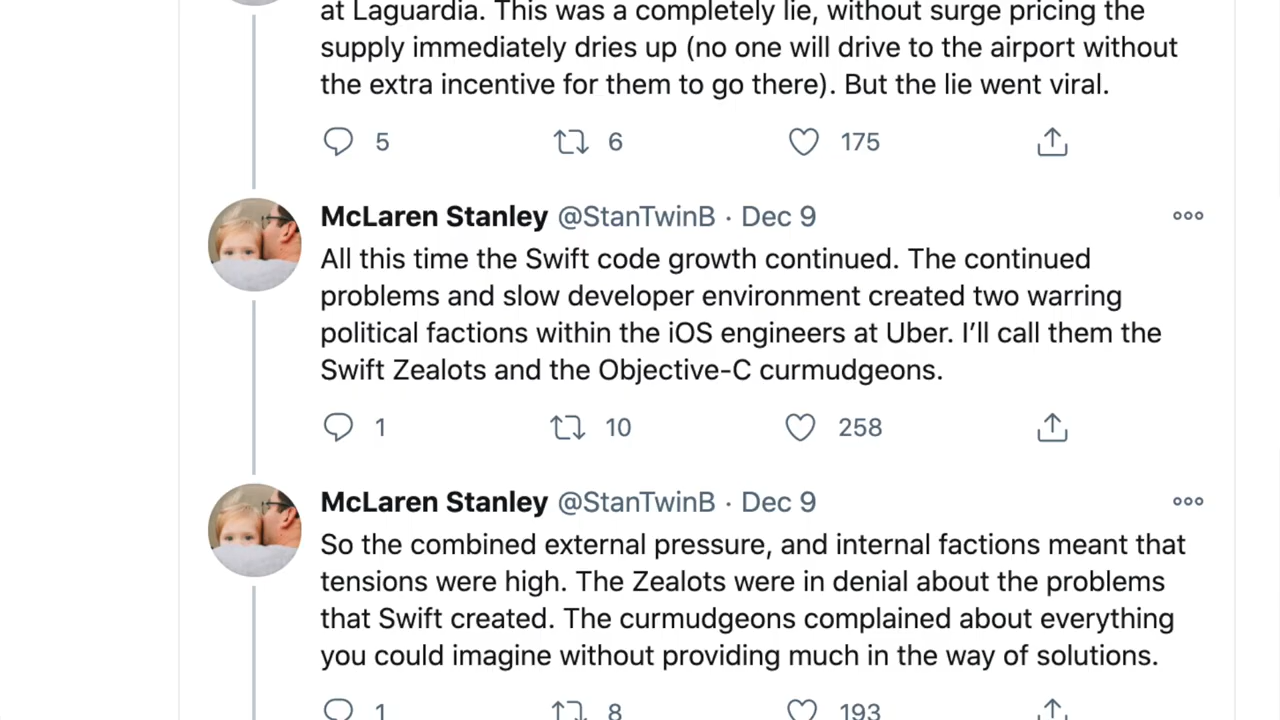 at Laguardia. This was a completely lie, without surge pricing the
supply immediately dries up (no one will drive to the airport without
the extra incentive for them to go there). But the lie went viral.
5 6 175
McLaren Stanley @StanTwinB · Dec 9
All this time the Swift code growth continued. The continued
problems and slow developer environment created two warring
political factions within the iOS engineers at Uber. I’ll call them the
Swift Zealots and the Objective-C curmudgeons.
1 10 258
McLaren Stanley @StanTwinB · Dec 9
So the combined external pressure, and internal factions meant that
tensions were high. The Zealots were in denial about the problems
that Swift created. The curmudgeons complained about everything
you could imagine without providing much in the way of solutions.
1 8 193